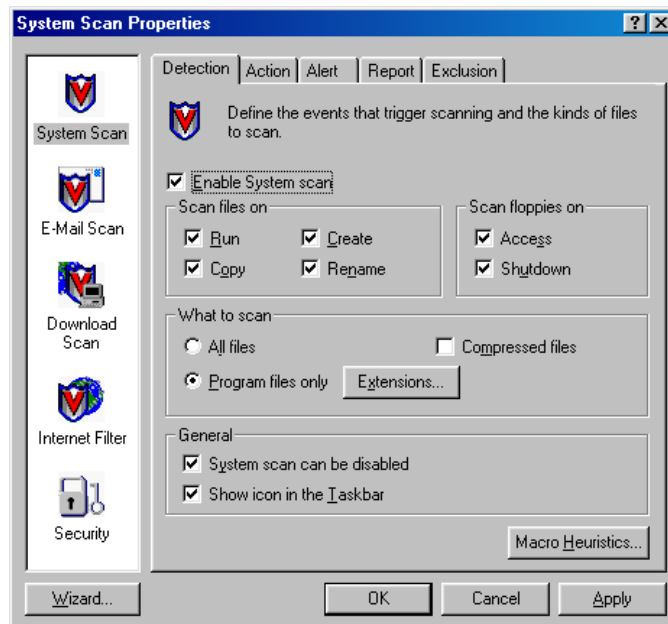 System Scan Properties
Detection Action Alert Report Exclusion
System Scan
E-Mail Scan
Download
Scan
Internet Filter
Security
Define the events that trigger scanning and the kinds of files
to scan.
Enable System scan
Scan files on
Run Create
Copy Rename
Scan floppies on
Access
Shutdown
What to scan
All files Compressed files
Program files only Extensions...
General
System scan can be disabled
Show icon in the Taskbar
Macro Heuristics...
Wizard... OK Cancel Apply